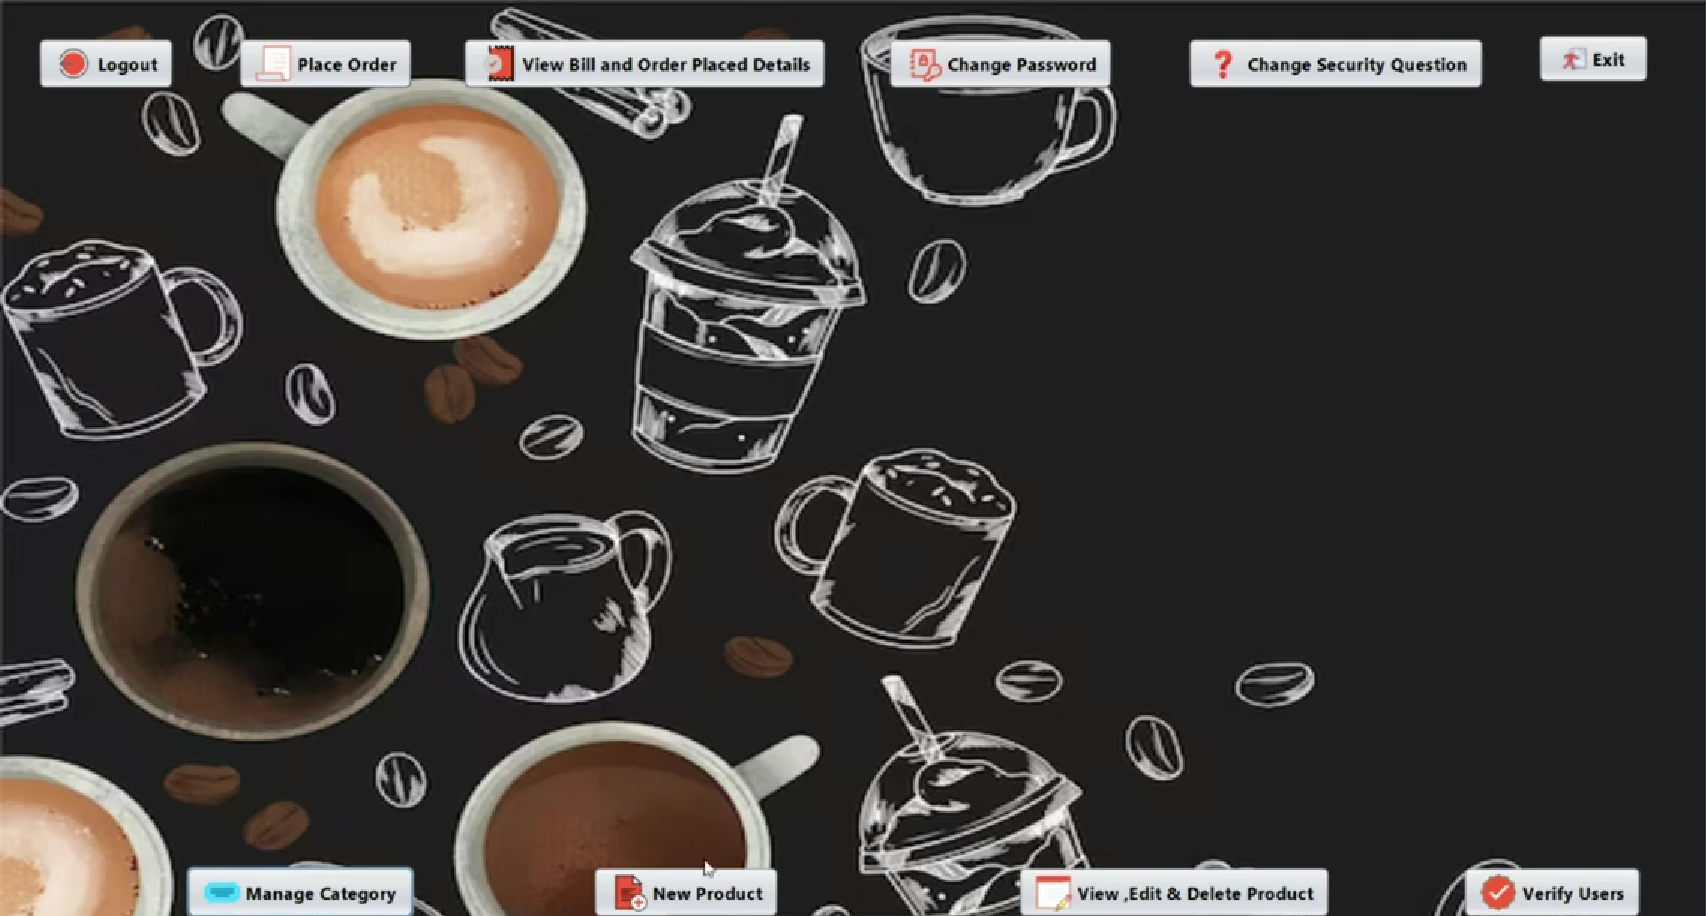 Logout
Place Order
View Bill and Order Placed Details
Change Password
Change Security Question
Exit
Manage Category
New Product
View ,Edit & Delete Product
Verify Users